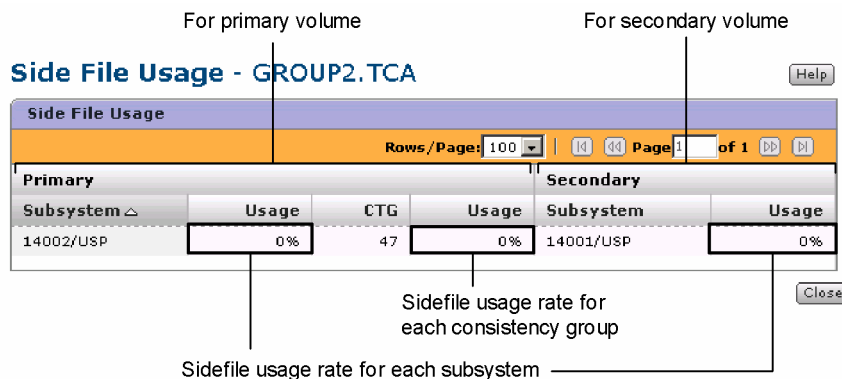 For primary volume
For secondary volume
Side File Usage - GROUP2.TCA
Help
Side File Usage
Rows/Page: 100 | Page 1 of 1
Primary
Secondary
Subsystem Usage CTG Usage Subsystem Usage
14002/USP 0% 47 0% 14001/USP 0%
Close
Sidefile usage rate for
each consistency group
Sidefile usage rate for each subsystem